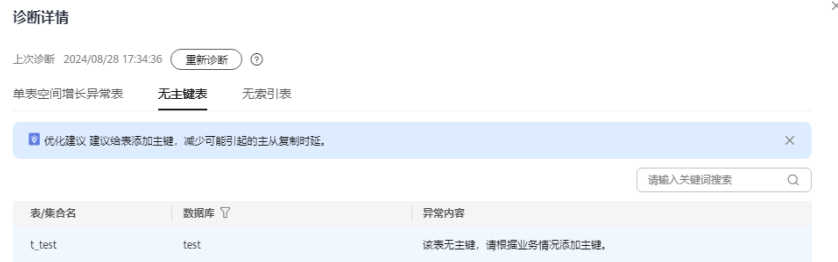 诊断详情
上次诊断 2024/08/28 17:34:36 重新诊断
单表空间增长异常表 无主键表 无索引表
优化建议 建议给表添加主键，减少可能引起的主从复制时延。
请输入关键词搜索
表/集合名 数据库 异常内容
t_test test 该表无主键，请根据业务情况添加主键。